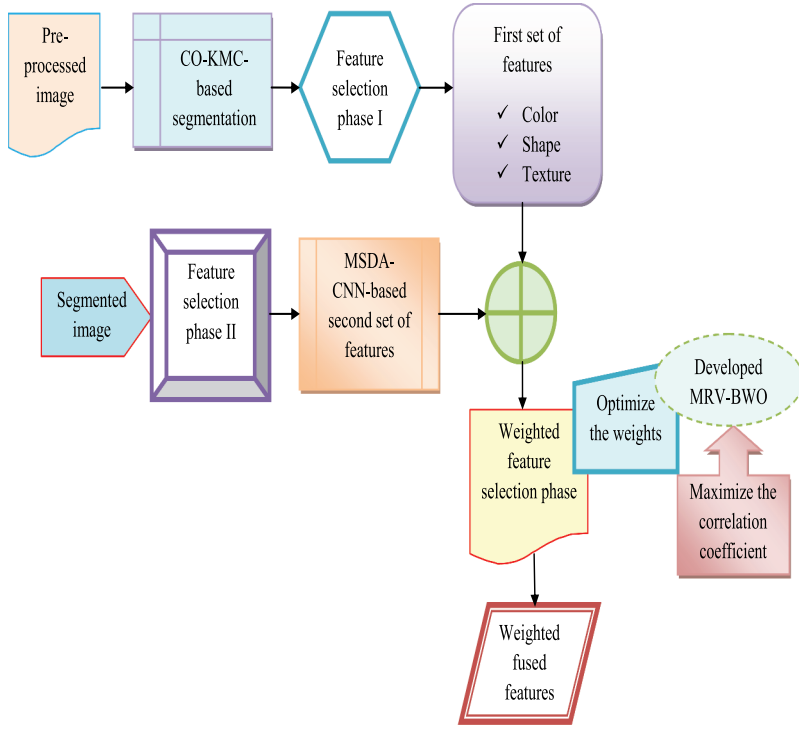 Pre-
processed
image
CO-KMC-
based
segmentation
Feature
selection
phase I
First set of
features
✓ Color
✓ Shape
✓ Texture
Segmented
image
Feature
selection
phase II
MSDA-
CNN-based
second set of
features
Weighted
feature
selection phase
Optimize
the weights
Developed
MRV-BWO
Maximize the
correlation
coefficient
Weighted
fused
features